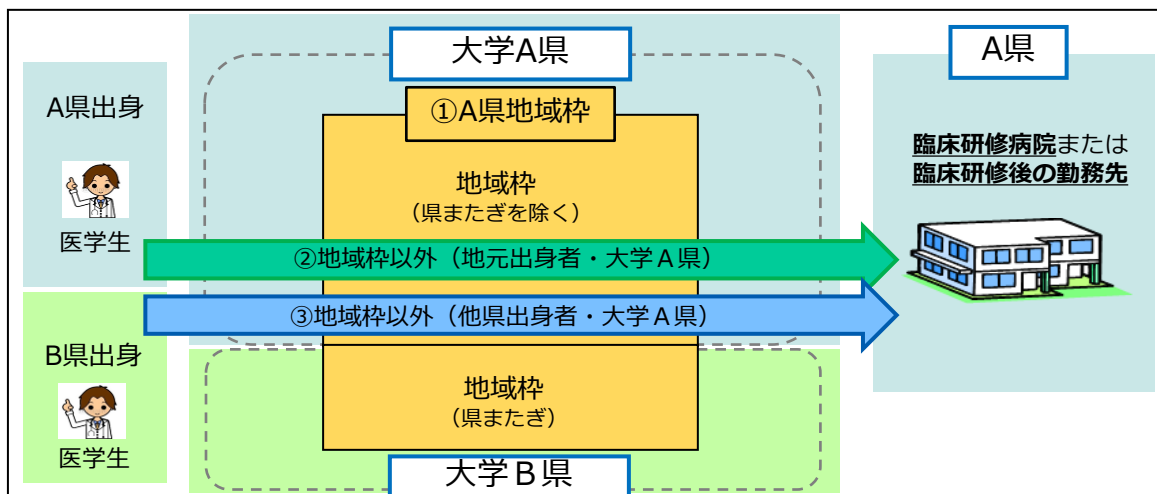 大学A県
A県
A県出身
医学生
①A県地域枠
地域枠
（県またぎを除く）
臨床研修病院または
臨床研修後の勤務先
②地域枠以外（地元出身者・大学Ａ県）
③地域枠以外（他県出身者・大学Ａ県）
B県出身
医学生
地域枠
（県またぎ）
大学Ｂ県